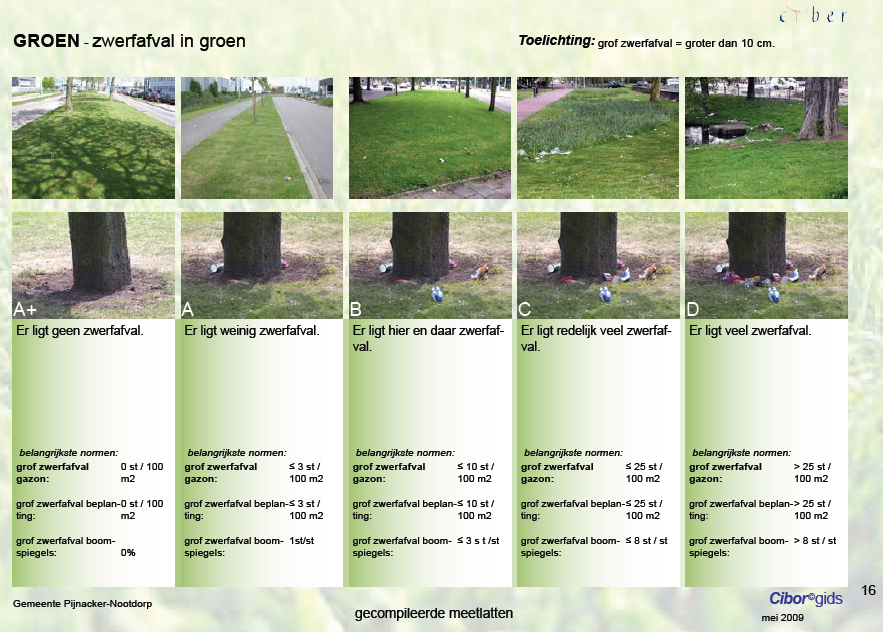 c y b e r
GROEN - zwerfafval in groen
Toelichting: grof zwerfafval = groter dan 10 cm.
A+
Er ligt geen zwerfafval.
belangrijkste normen:
grof zwerfafval 0 st / 100
gazon: m2
grof zwerfafval beplan-0 st / 100
ting: m2
grof zwerfafval boom-
spiegels: 0%
A
Er ligt weinig zwerfafval.
belangrijkste normen:
grof zwerfafval ≤ 3 st /
gazon: 100 m2
grof zwerfafval beplan-≤ 3 st /
ting: 100 m2
grof zwerfafval boom- 1st/st
spiegels:
B
Er ligt hier en daar zwerfaf-
val.
belangrijkste normen:
grof zwerfafval ≤ 10 st /
gazon: 100 m2
grof zwerfafval beplan-≤ 10 st /
ting: 100 m2
grof zwerfafval boom- ≤ 3 s t /st
spiegels:
C
Er ligt redelijk veel zwerfaf-
val.
belangrijkste normen:
grof zwerfafval ≤ 25 st /
gazon: 100 m2
grof zwerfafval beplan-≤ 25 st /
ting: 100 m2
grof zwerfafval boom- ≤ 8 st / st
spiegels:
D
Er ligt veel zwerfafval.
belangrijkste normen:
grof zwerfafval > 25 st /
gazon: 100 m2
grof zwerfafval beplan-> 25 st /
ting: 100 m2
grof zwerfafval boom- > 8 st / st
spiegels:
Gemeente Pijnacker-Nootdorp
gecompileerde meetlatten
Cibor©gids
mei 2009
16